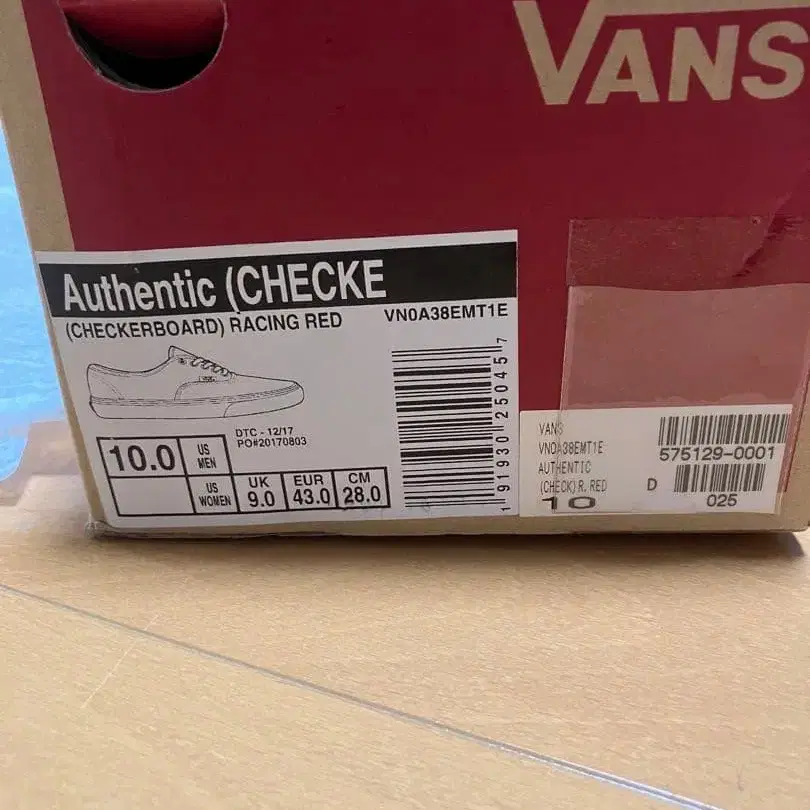 VANS
Authentic (CHECKE
(CHECKERBOARD) RACING RED
VN0A38EMT1E
DTC - 12/17
PO#20170803
10.0 US MEN
US WOMEN
UK 9.0
EUR 43.0
CM 28.0
1 91930 25045 7
VANS
VN0A38EMT1E
AUTHENTIC
(CHECK) R. RED
10
575129-0001
D
025